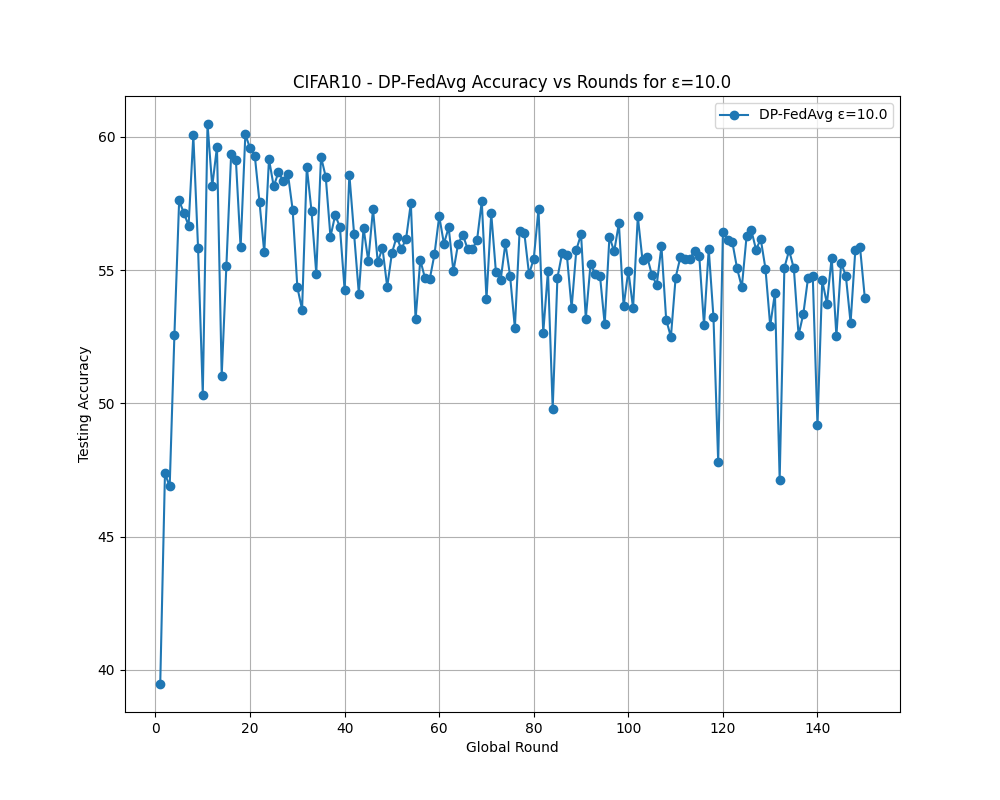 CIFAR10 - DP-FedAvg Accuracy vs Rounds for ε=10.0
DP-FedAvg ε=10.0
60
55
50
45
40
Testing Accuracy
0 20 40 60 80 100 120 140
Global Round